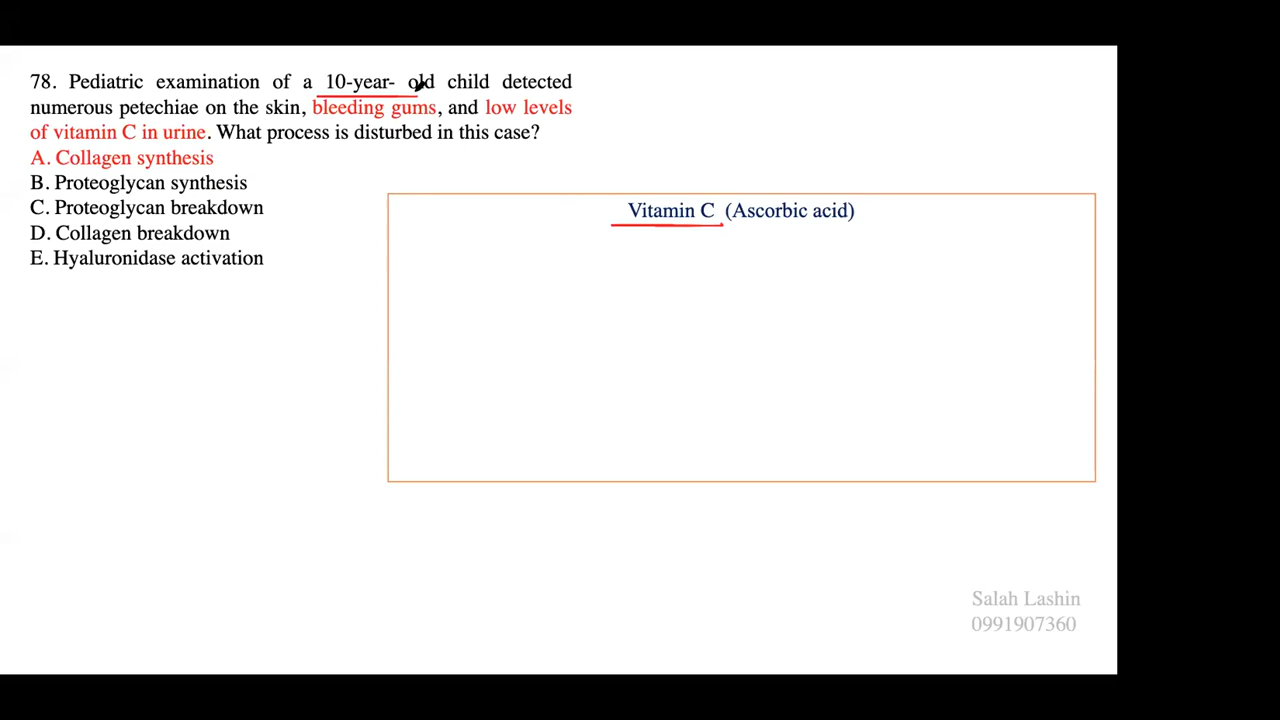 78. Pediatric examination of a 10-year- old child detected
numerous petechiae on the skin, bleeding gums, and low levels
of vitamin C in urine. What process is disturbed in this case?
A. Collagen synthesis
B. Proteoglycan synthesis
C. Proteoglycan breakdown
D. Collagen breakdown
E. Hyaluronidase activation
Vitamin C (Ascorbic acid)
Salah Lashin
0991907360